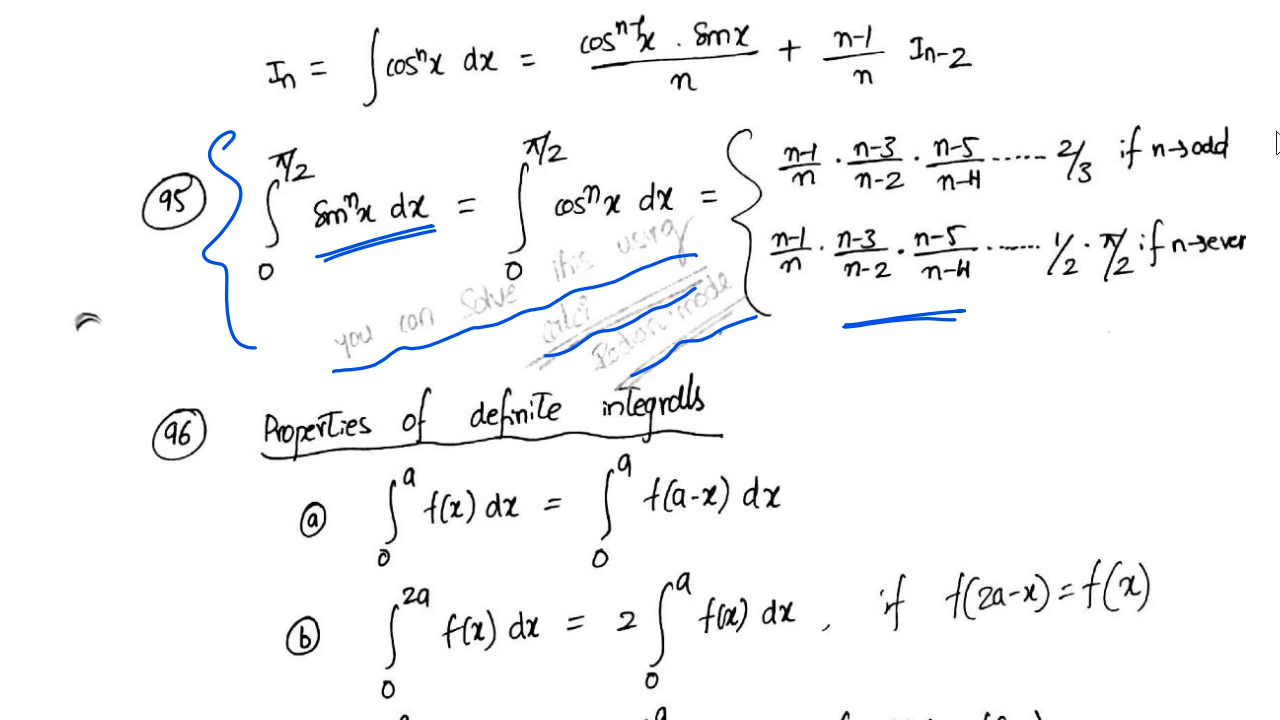 Iₙ = ∫ cosⁿx dx = (cosⁿ⁻¹x . Sinx)/n + (n-1)/n Iₙ₋₂
(95) { ∫₀^(π/2) Sinⁿx dx = ∫₀^(π/2) cosⁿx dx = { (n-1)/n · (n-3)/(n-2) · (n-5)/(n-4) ...... 2/3 if n→odd
(n-1)/n · (n-3)/(n-2) · (n-5)/(n-4) ...... 1/2 · π/2 if n→even
you can Solve this using
calci
Radian mode
(96) Properties of definite integralls
(a) ∫₀^a f(x) dx = ∫₀^a f(a-x) dx
(b) ∫₀^(2a) f(x) dx = 2 ∫₀^a f(x) dx , if f(2a-x) = f(x)